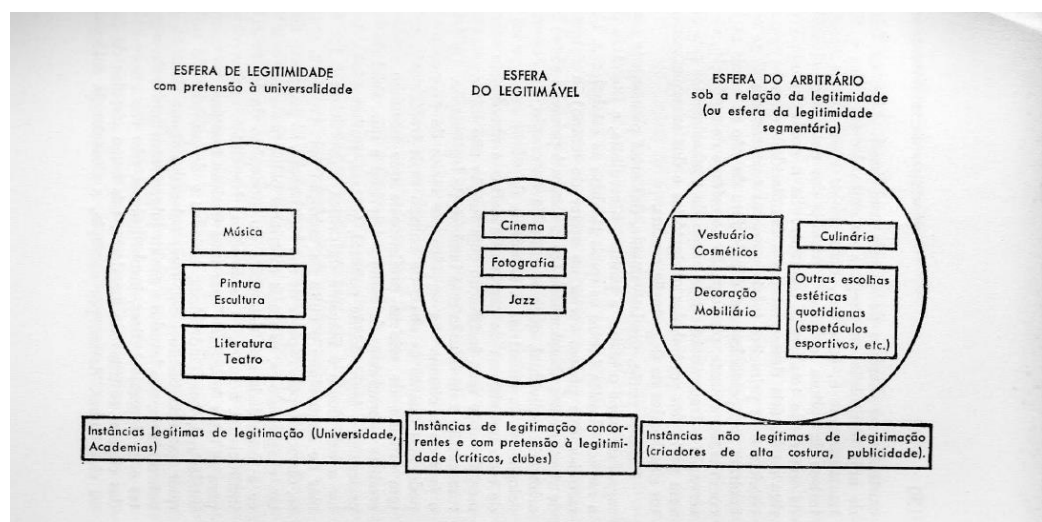 ESFERA DE LEGITIMIDADE
com pretensão à universalidade
Música
Pintura
Escultura
Literatura
Teatro
Instâncias legítimas de legitimação (Universidade,
Academias)
ESFERA
DO LEGITIMÁVEL
Cinema
Fotografia
Jazz
Instâncias de legitimação concor-
rentes e com pretensão à legitimi-
dade (críticos, clubes)
ESFERA DO ARBITRÁRIO
sob a relação da legitimidade
(ou esfera da legitimidade
segmentária)
Vestuário
Cosméticos
Decoração
Mobiliário
Culinária
Outras escolhas
estéticas
quotidianas
(espetáculos
esportivos, etc.)
Instâncias não legítimas de legitimação
(criadores de alta costura, publicidade).